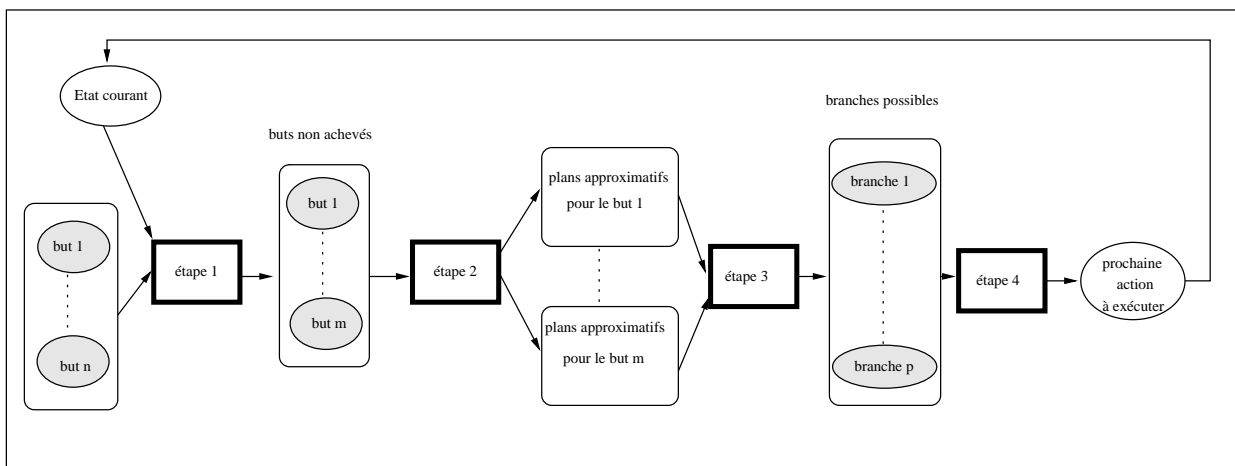 Etat courant
buts non achevés
branches possibles
but 1
but n
étape 1
but 1
but m
étape 2
plans approximatifs
pour le but 1
plans approximatifs
pour le but m
étape 3
branche 1
branche p
étape 4
prochaine
action
à exécuter